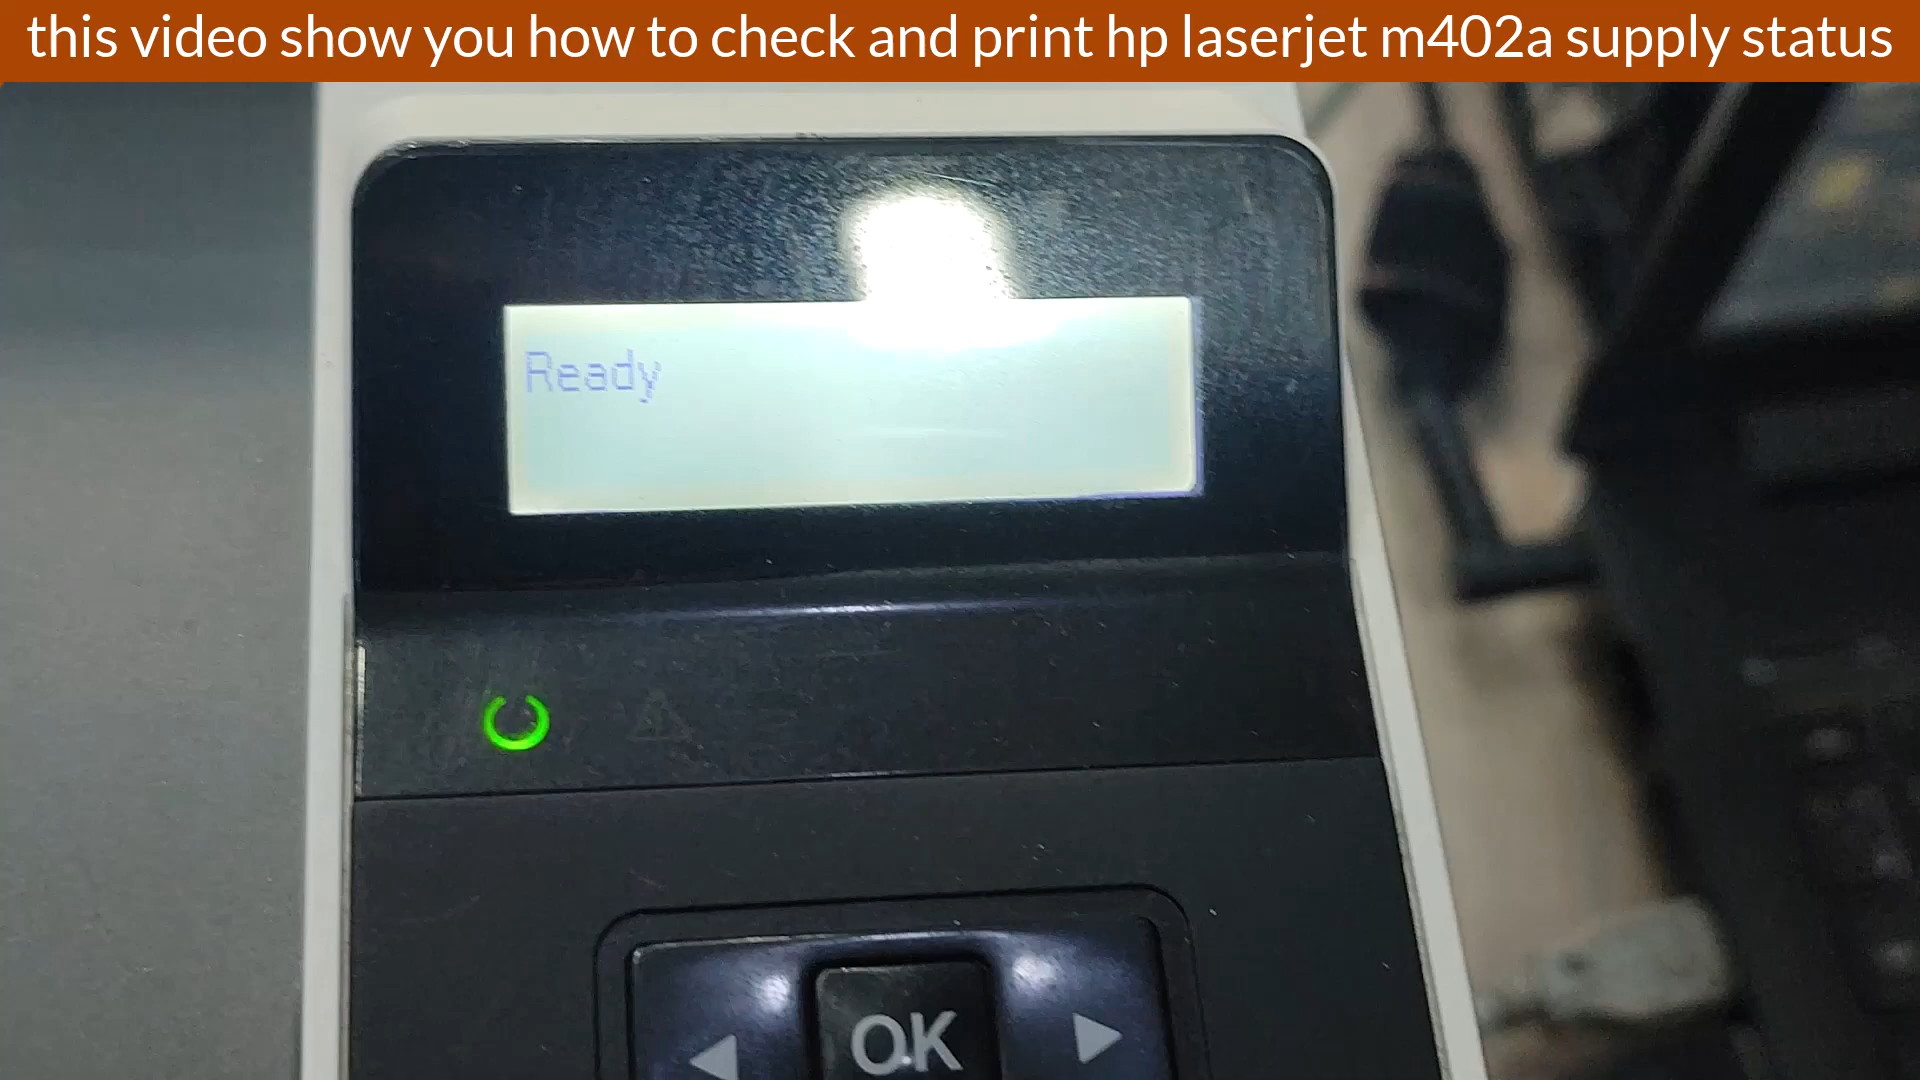 this video show you how to check and print hp laserjet m402a supply status
Ready
OK